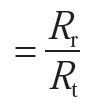 = R_r / R_t